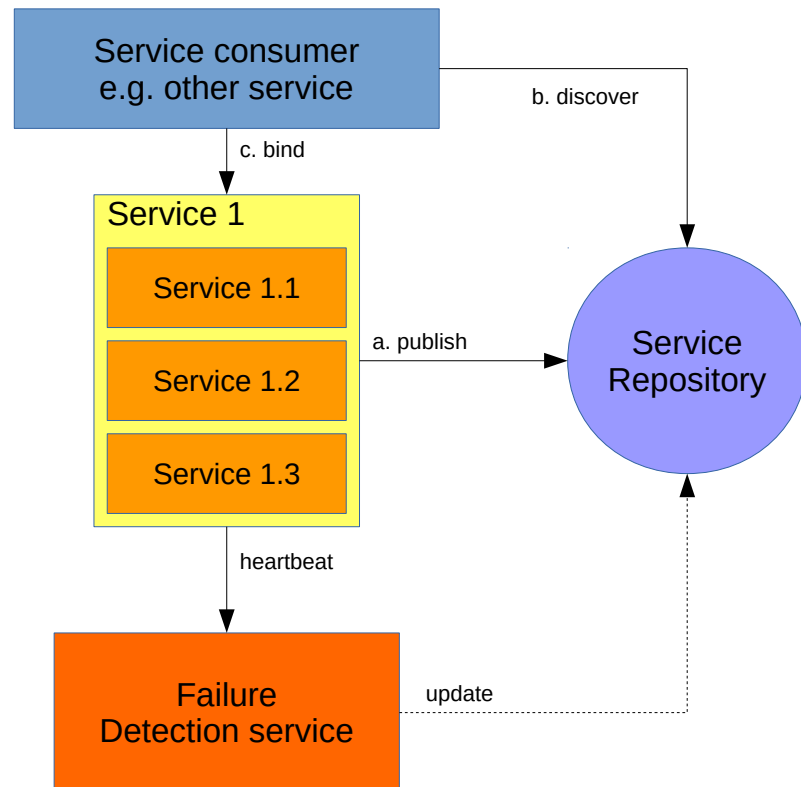 Service consumer
e.g. other service
b. discover
c. bind
Service 1
Service 1.1
Service 1.2
Service 1.3
a. publish
Service
Repository
heartbeat
Failure
Detection service
update